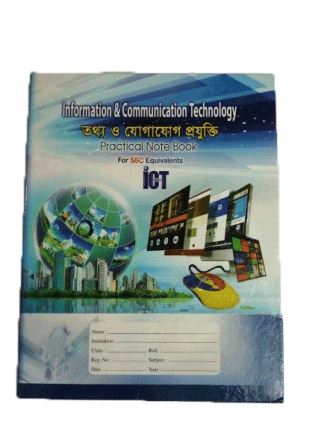 Information & Communication Technology
তথ্য ও যোগাযোগ প্রযুক্তি
Practical Note Book
For SSC Equivalents
iCT
Name :
Institution :
Class : Roll :
Reg. No : Subject :
Date : Year :